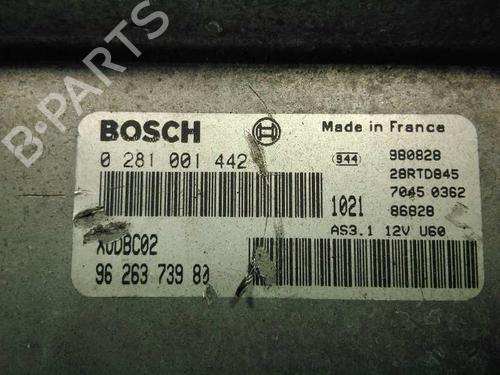 B-PARTS
BOSCH
Made in France
0 281 001 442
944 980828
28RTD845
7045 0362
1021 86828
AS3.1 12V U60
XUDBC02
96 263 739 80